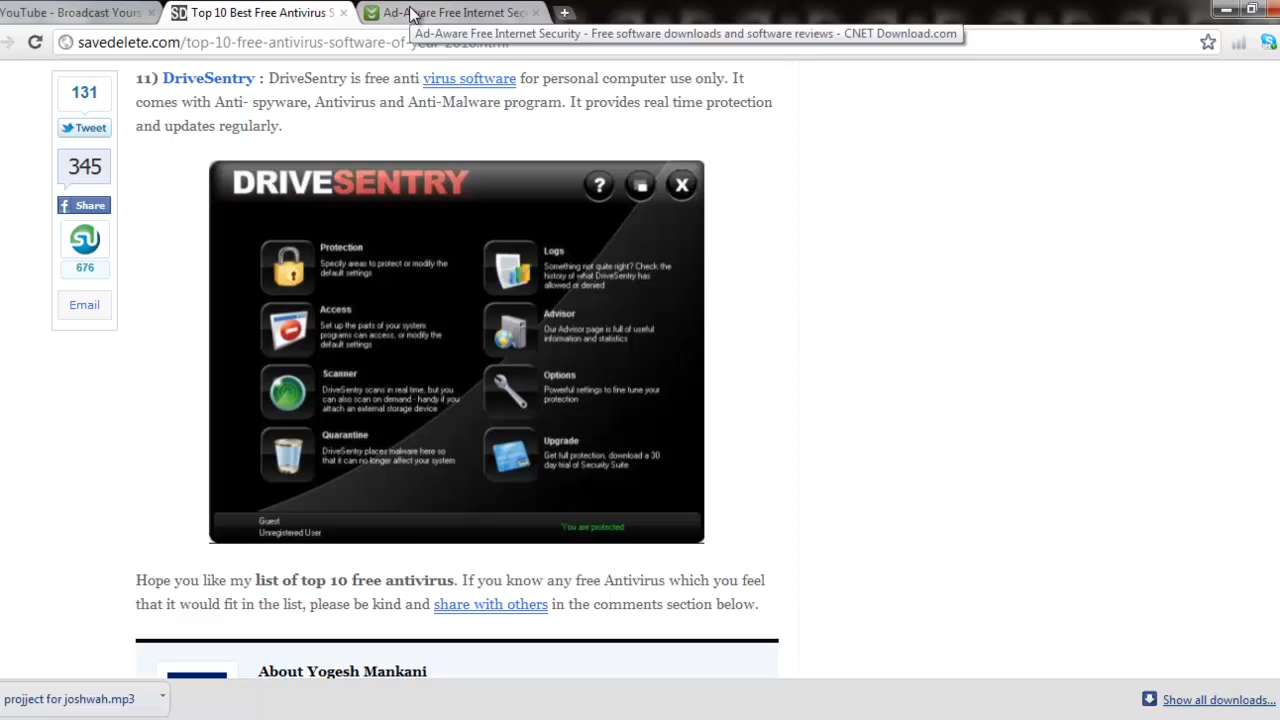 YouTube - Broadcast Yours
Top 10 Best Free Antivirus S
Ad-Aware Free Internet Sec
Ad-Aware Free Internet Security - Free software downloads and software reviews - CNET Download.com
savedelete.com/top-10-free-antivirus-software-of-year-2010.html
131
Tweet
345
Share
676
Email
11) DriveSentry : DriveSentry is free anti virus software for personal computer use only. It
comes with Anti- spyware, Antivirus and Anti-Malware program. It provides real time protection
and updates regularly.
DRIVESENTRY
?
X
Protection
Specify areas to protect or modify the
default settings
Access
Set up the parts of your system
programs can access, or modify the
default settings
Scanner
DriveSentry scans in real time, but you
can also scan on demand - handy if you
attach an external storage device
Quarantine
DriveSentry places malware here so
that it can no longer affect your system
Logs
Something not quite right? Check the
history of what DriveSentry has
allowed or denied
Advisor
Our Advisor page is full of useful
information and statistics
Options
Powerful settings to fine tune your
protection
Upgrade
Get full protection, download a 30
day trial of Security Suite
Guest
Unregistered User
You are protected
Hope you like my list of top 10 free antivirus. If you know any free Antivirus which you feel
that it would fit in the list, please be kind and share with others in the comments section below.
About Yogesh Mankani
projject for joshwah.mp3
Show all downloads...